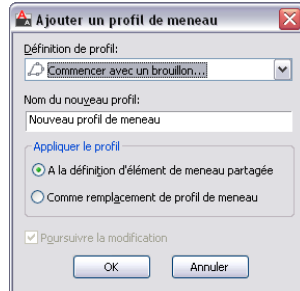 Ajouter un profil de meneau
Définition de profil:
Commencer avec un brouillon...
Nom du nouveau profil:
Nouveau profil de meneau
Appliquer le profil
A la définition d'élément de meneau partagée
Comme remplacement de profil de meneau
Poursuivre la modification
OK
Annuler